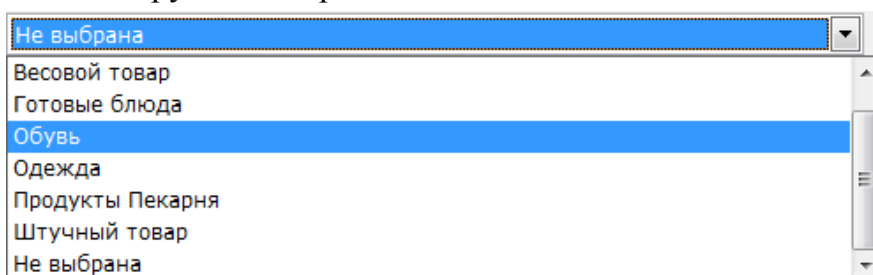 Не выбрана
Весовой товар
Готовые блюда
Обувь
Одежда
Продукты Пекарня
Штучный товар
Не выбрана